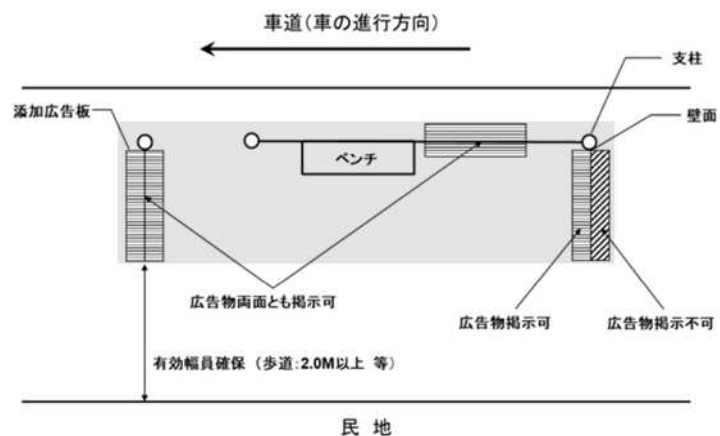 車道(車の進行方向)
支柱
添加広告板
壁面
ベンチ
広告物両面とも掲示可
広告物掲示可
広告物掲示不可
有効幅員確保（歩道:2.0M以上 等）
民 地